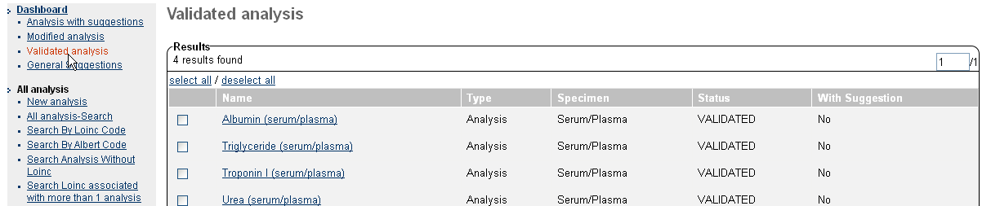 Dashboard
Analysis with suggestions
Modified analysis
Validated analysis
General Suggestions
All analysis
New analysis
All analysis-Search
Search By Loinc Code
Search By Albert Code
Search Analysis Without
Loinc
Search Loinc associated
with more than 1 analysis
Validated analysis
Results
4 results found
1 /1
select all / deselect all
Name Type Specimen Status With Suggestion
Albumin (serum/plasma) Analysis Serum/Plasma VALIDATED No
Triglyceride (serum/plasma) Analysis Serum/Plasma VALIDATED No
Troponin I (serum/plasma) Analysis Serum/Plasma VALIDATED No
Urea (serum/plasma) Analysis Serum/Plasma VALIDATED No